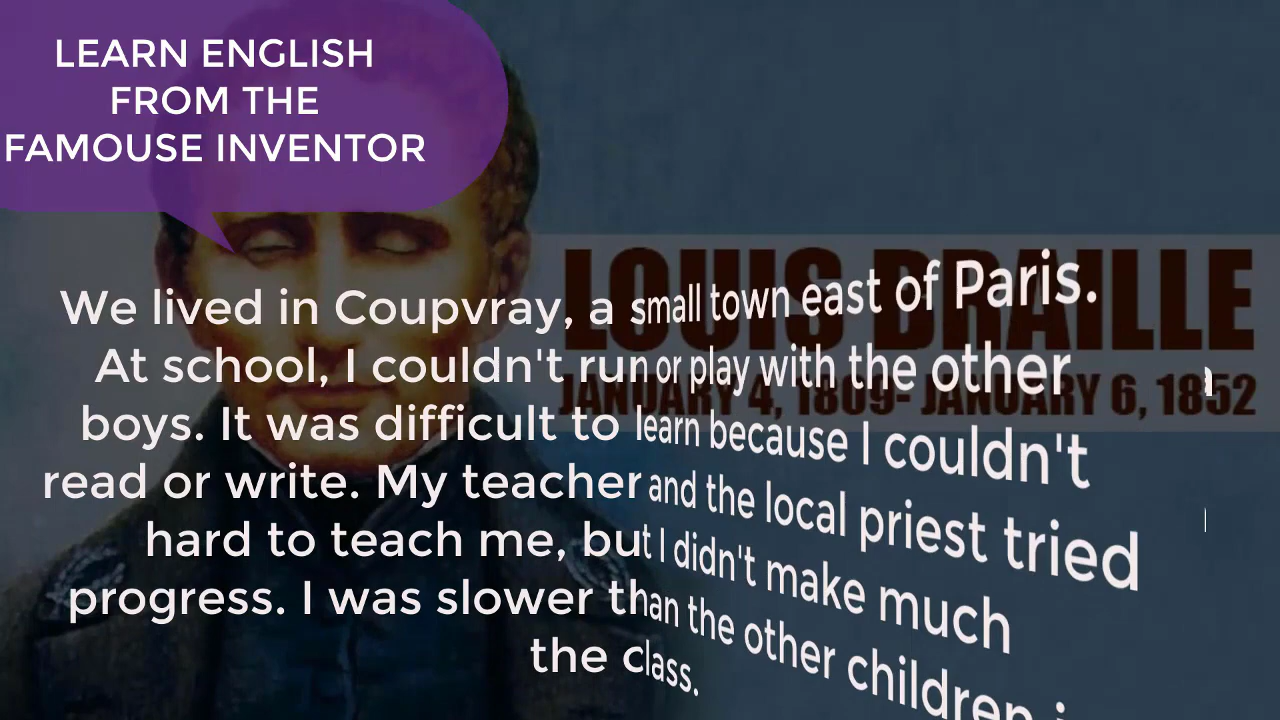 LEARN ENGLISH
FROM THE
FAMOUSE INVENTOR
LOUIS BRAILLE
JANUARY 4, 1809- JANUARY 6, 1852
We lived in Coupvray, a small town east of Paris.
At school, I couldn't run or play with the other
boys. It was difficult to learn because I couldn't
read or write. My teacher and the local priest tried
hard to teach me, but I didn't make much
progress. I was slower than the other children
the class.